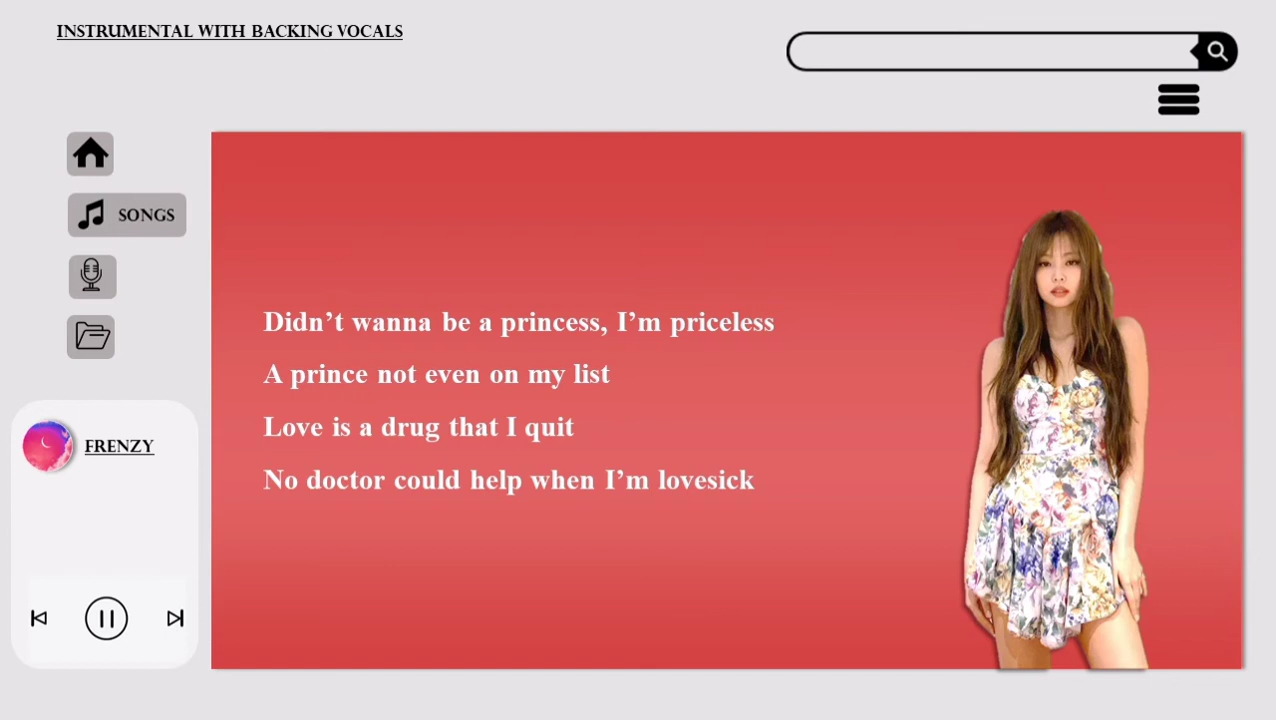 INSTRUMENTAL WITH BACKING VOCALS
SONGS
Didn’t wanna be a princess, I’m priceless
A prince not even on my list
Love is a drug that I quit
No doctor could help when I’m lovesick
FRENZY